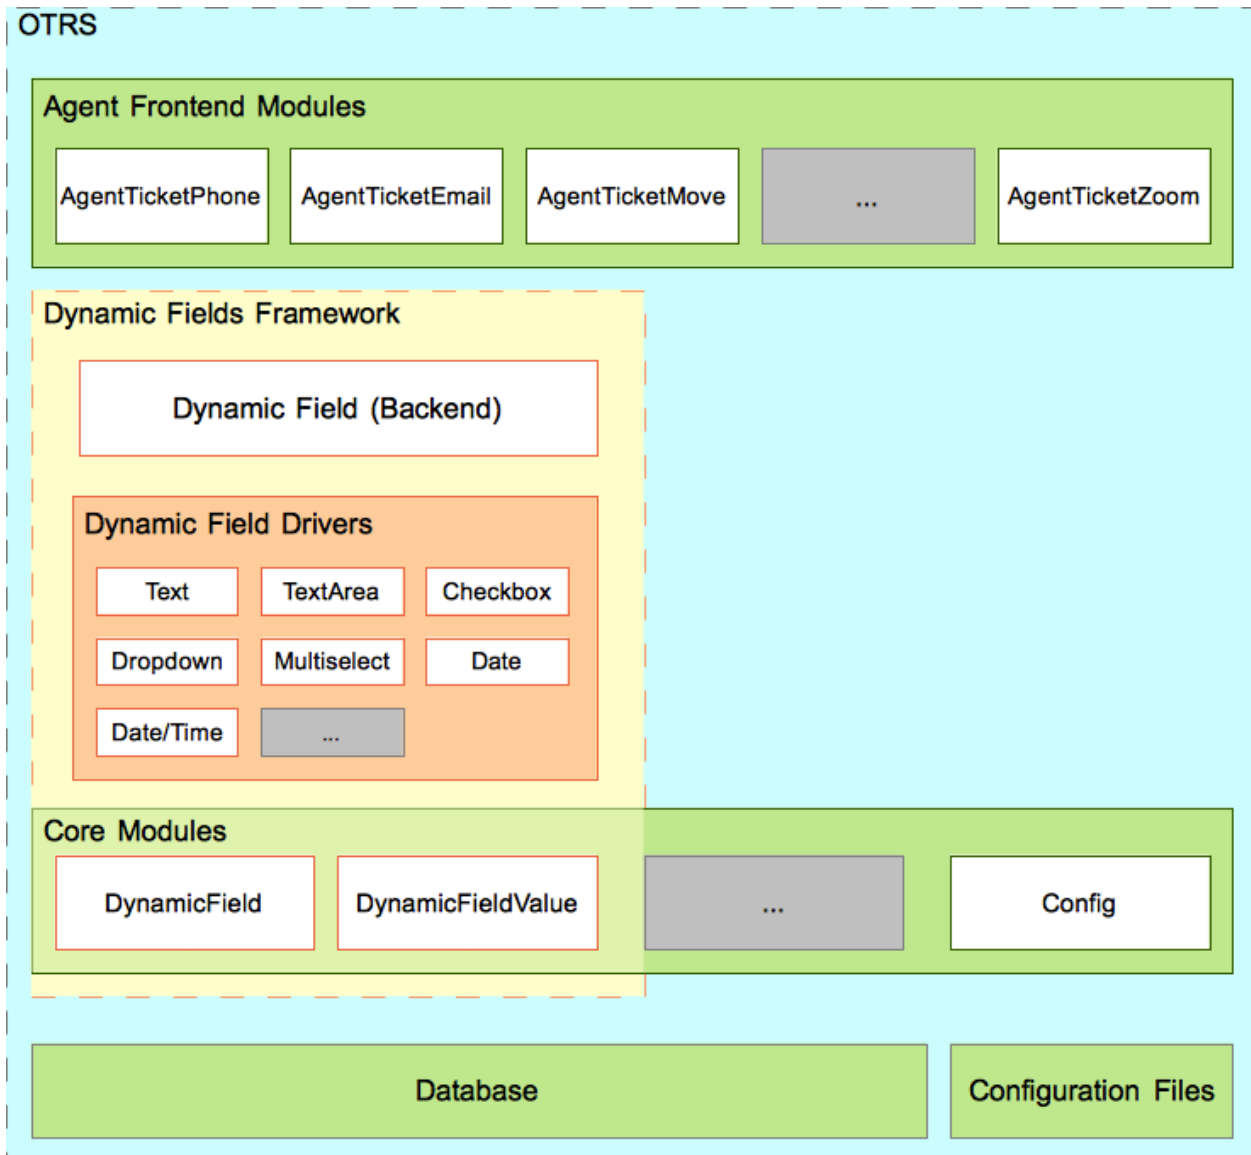 OTRS
Agent Frontend Modules
AgentTicketPhone
AgentTicketEmail
AgentTicketMove
...
AgentTicketZoom
Dynamic Fields Framework
Dynamic Field (Backend)
Dynamic Field Drivers
Text
TextArea
Checkbox
Dropdown
Multiselect
Date
Date/Time
...
Core Modules
DynamicField
DynamicFieldValue
...
Config
Database
Configuration Files